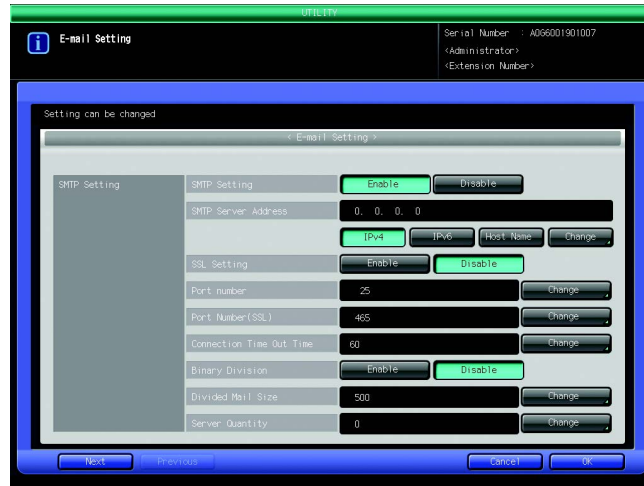 UTILITY
E-mail Setting
Serial Number : A0G6001901007
<Administrator>
<Extension Number>
Setting can be changed
< E-mail Setting >
SMTP Setting
SMTP Setting Enable Disable
SMTP Server Address 0. 0. 0. 0
IPv4 IPv6 Host Name Change
SSL Setting Enable Disable
Port number 25 Change
Port Number(SSL) 465 Change
Connection Time Out Time 60 Change
Binary Division Enable Disable
Divided Mail Size 500 Change
Server Quantity 0 Change
Next Previous Cancel OK